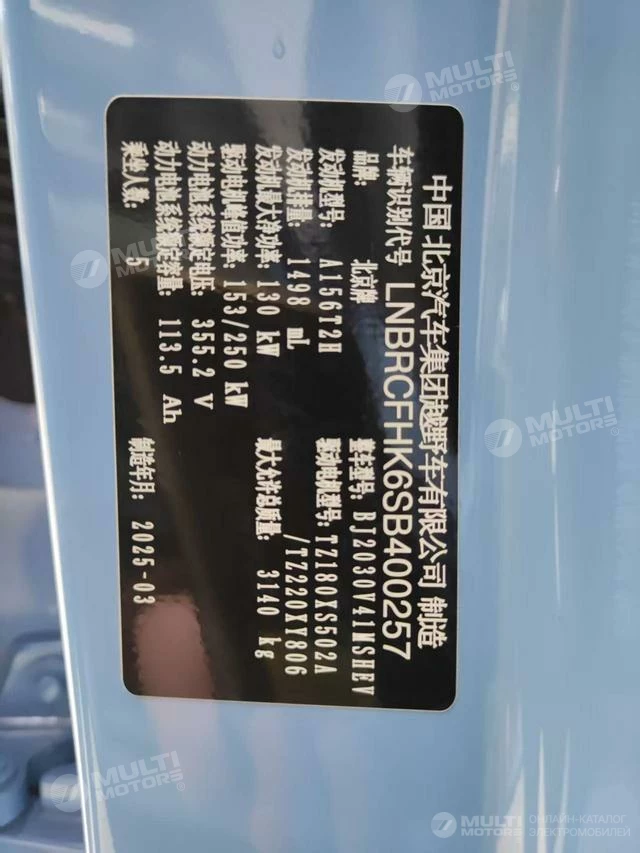 中国 北京汽车集团越野车有限公司 制造
车辆识别代号 LNBRCFHK6SB400257
品牌: 北京牌 整车型号: BJ2030V41MSHEV
发动机型号: A156T2H 驱动电机型号: TZ180XS502A
/TZ220XY806
发动机排量: 1498 mL
发动机最大净功率: 130 kW 最大允许总质量: 3140 kg
驱动电机峰值功率: 153/250 kW
动力电池系统额定电压: 355.2 V
动力电池系统额定容量: 113.5 Ah
乘坐人数: 5 制造年月: 2025-03
MULTI
MOTORS
MULTI
MOTORS
MULTI
MOTORS
MULTI
MOTORS
MULTI
MOTORS
ОНЛАЙН-КАТАЛОГ
ЭЛЕКТРОМОБИЛЕЙ